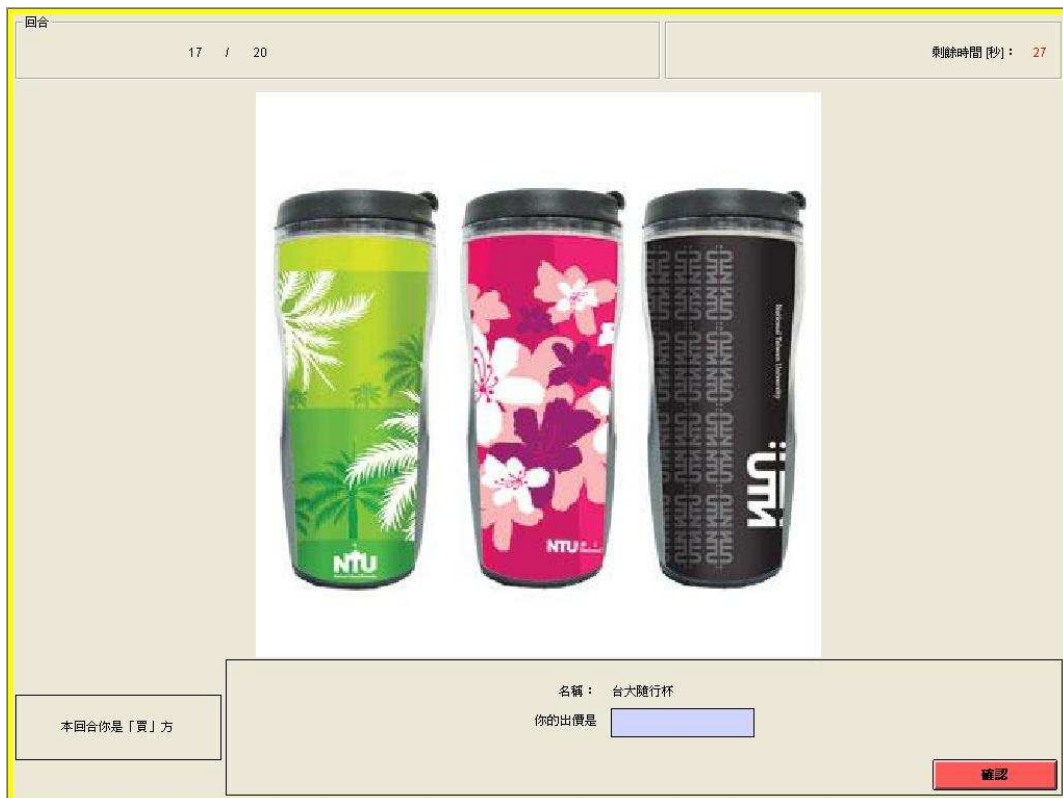 回合
17 / 20
剩餘時間 [秒]： 27
NTU
NTU
National Taiwan University
NTU
名稱： 台大隨行杯
你的出價是
本回合你是「買」方
確認